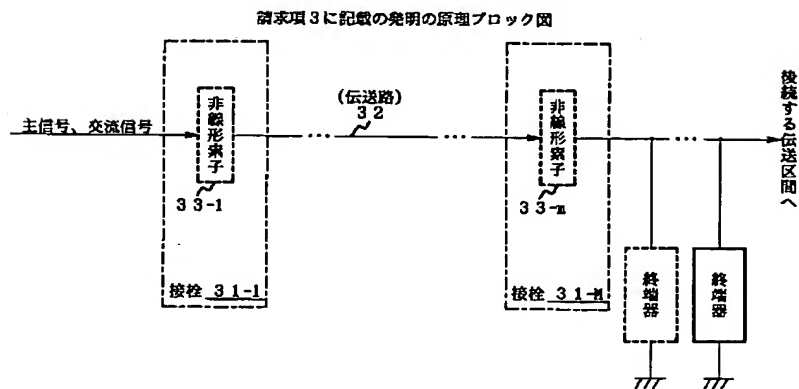 請求項3に記載の発明の原理ブロック図
主信号、交流信号
非線形素子
33-1
接栓 31-1
(伝送路)
32
…
…
非線形素子
33-m
接栓 31-M
…
後続する伝送区間へ
終端器
終端器